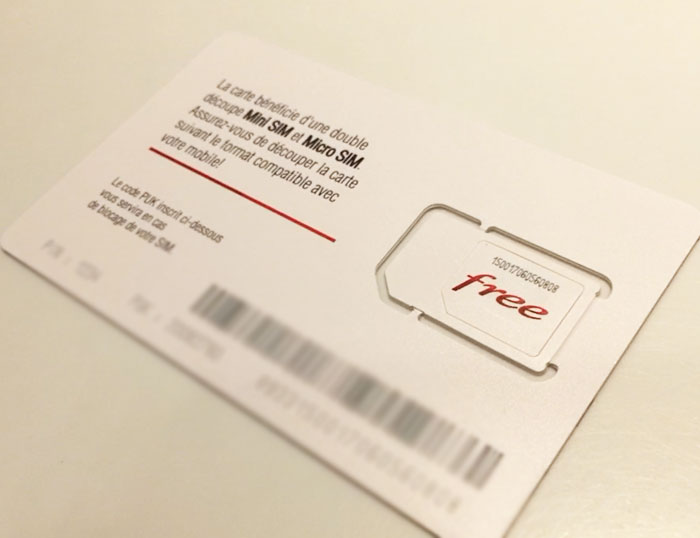 La carte bénéficie d'une double
découpe Mini SIM et Micro SIM.
Assurez-vous de découper la carte
suivant le format compatible avec
votre mobile!
Le code PUK inscrit ci-dessous
vous servira en cas
de blocage de votre SIM.
150017060560808
free